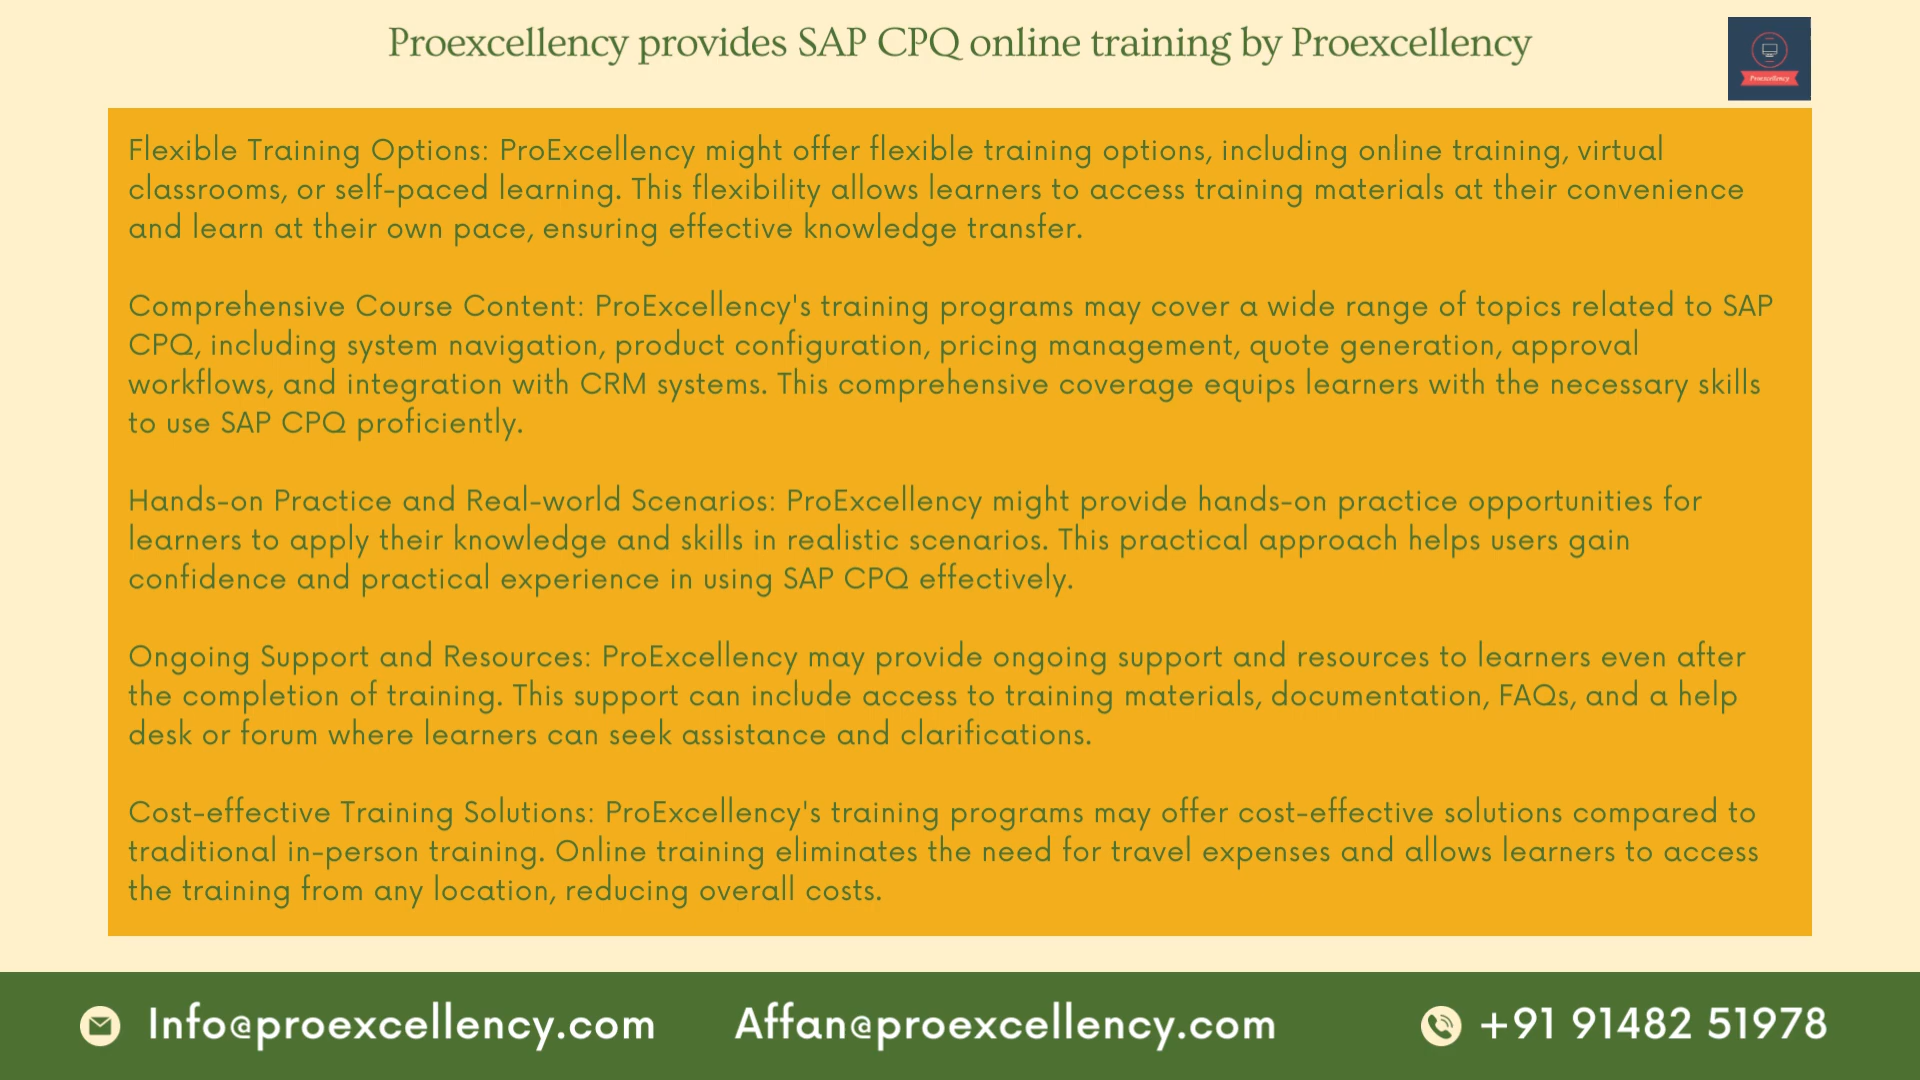 Proexcellency provides SAP CPQ online training by Proexcellency
Proexcellency
Flexible Training Options: ProExcellency might offer flexible training options, including online training, virtual
classrooms, or self-paced learning. This flexibility allows learners to access training materials at their convenience
and learn at their own pace, ensuring effective knowledge transfer.
Comprehensive Course Content: ProExcellency's training programs may cover a wide range of topics related to SAP
CPQ, including system navigation, product configuration, pricing management, quote generation, approval
workflows, and integration with CRM systems. This comprehensive coverage equips learners with the necessary skills
to use SAP CPQ proficiently.
Hands-on Practice and Real-world Scenarios: ProExcellency might provide hands-on practice opportunities for
learners to apply their knowledge and skills in realistic scenarios. This practical approach helps users gain
confidence and practical experience in using SAP CPQ effectively.
Ongoing Support and Resources: ProExcellency may provide ongoing support and resources to learners even after
the completion of training. This support can include access to training materials, documentation, FAQs, and a help
desk or forum where learners can seek assistance and clarifications.
Cost-effective Training Solutions: ProExcellency's training programs may offer cost-effective solutions compared to
traditional in-person training. Online training eliminates the need for travel expenses and allows learners to access
the training from any location, reducing overall costs.
Info@proexcellency.com Affan@proexcellency.com +91 91482 51978